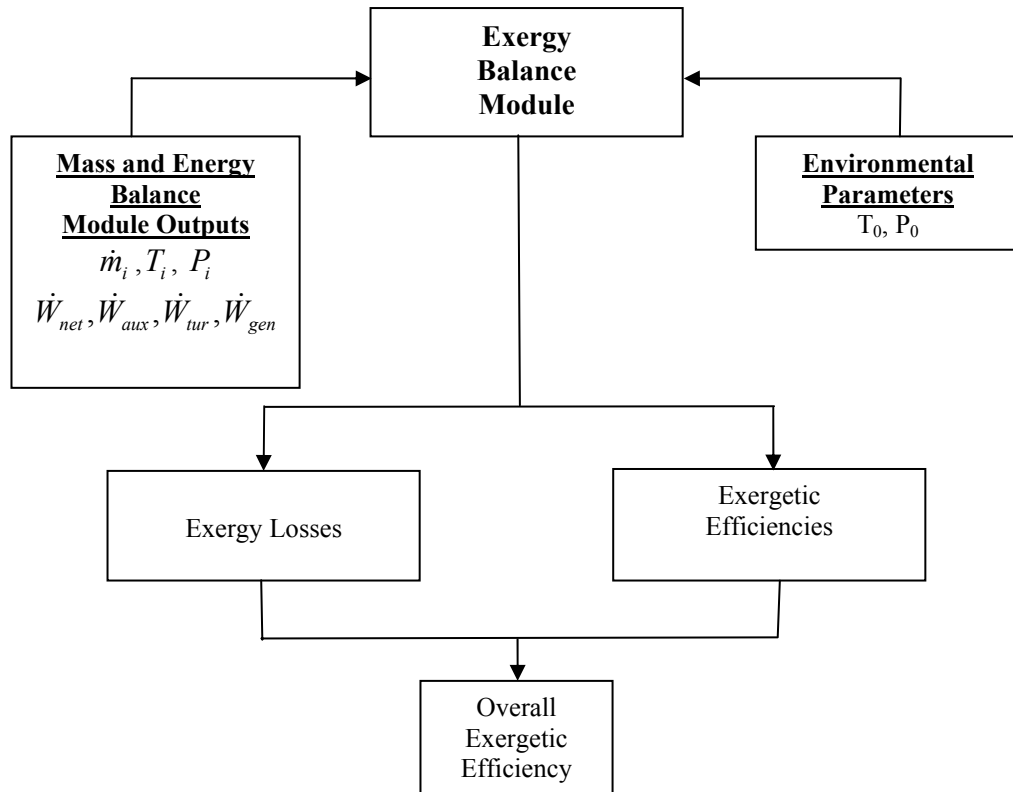 Exergy
Balance
Module
Mass and Energy
Balance
Module Outputs
ṁᵢ , Tᵢ , Pᵢ
Ẇnet , Ẇaux , Ẇtur , Ẇgen
Environmental
Parameters
T₀, P₀
Exergy Losses
Exergetic
Efficiencies
Overall
Exergetic
Efficiency